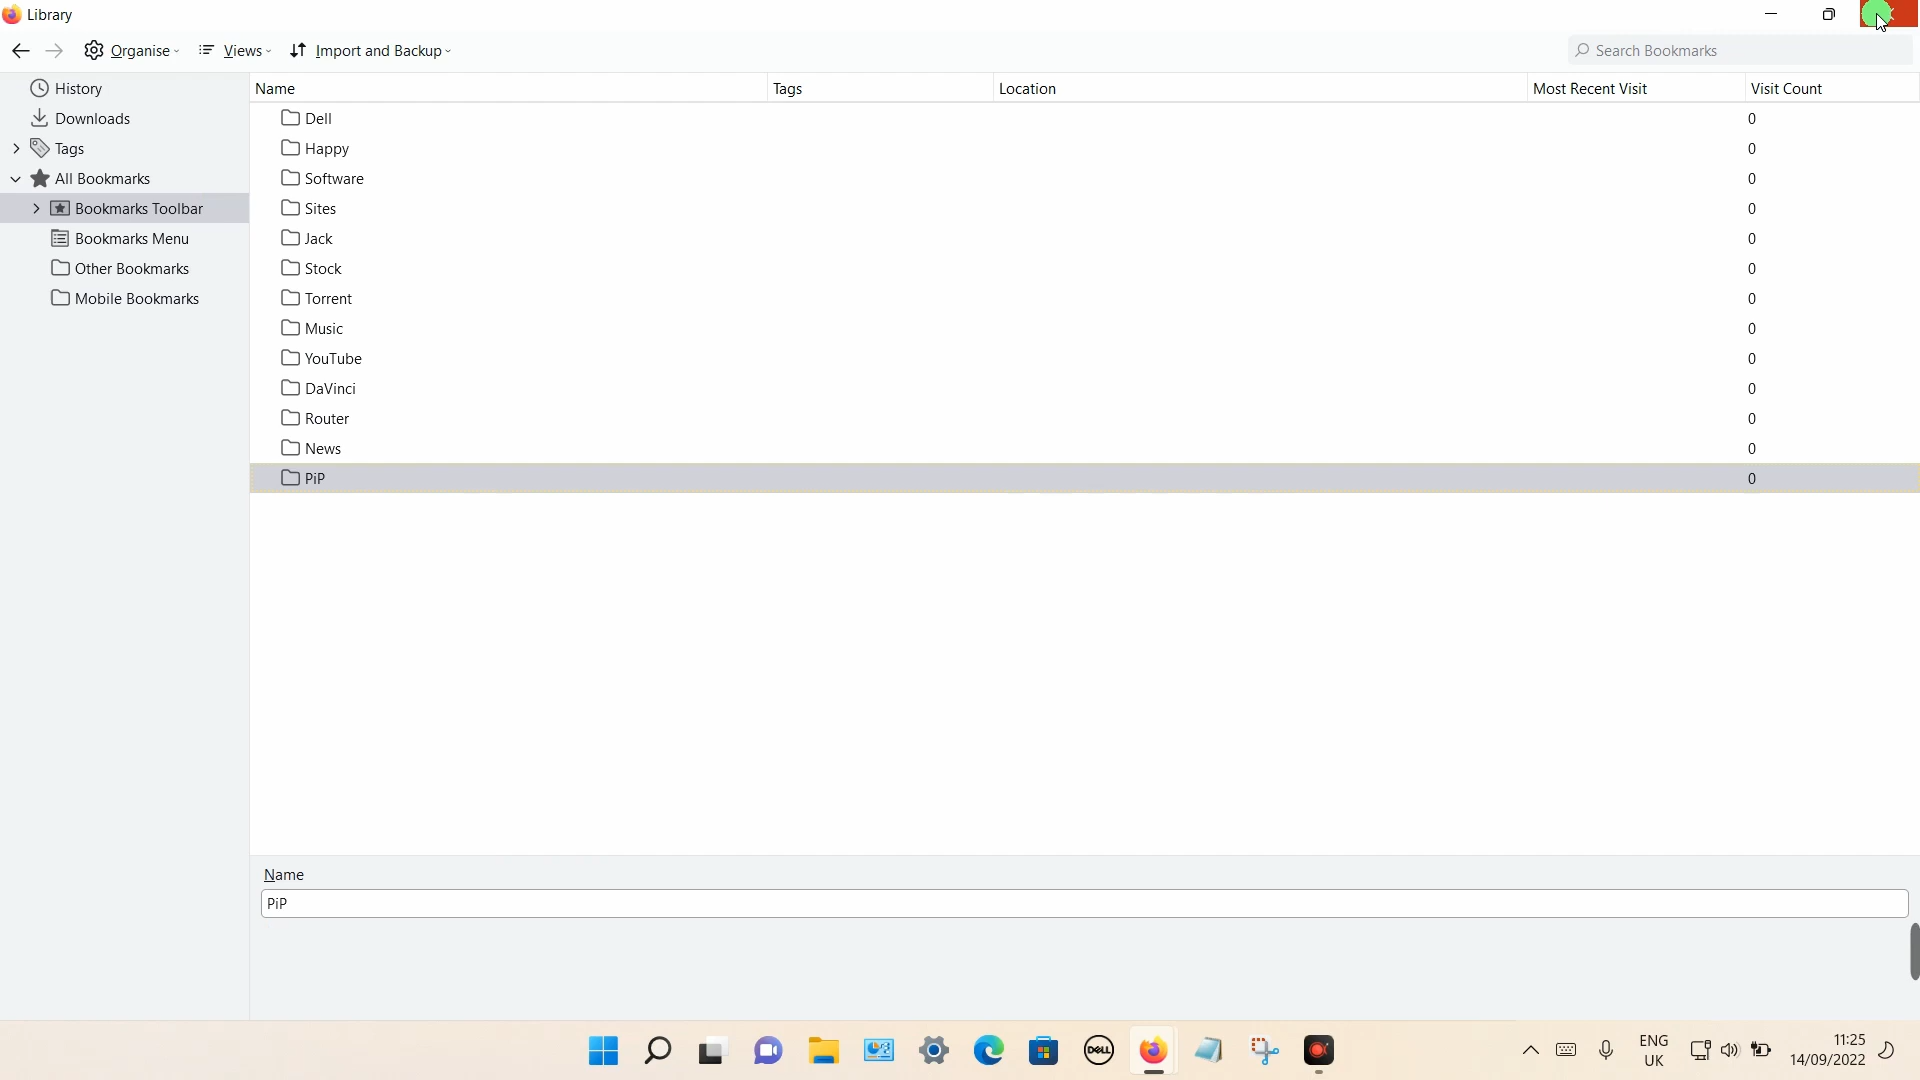 Library
Organise
Views
Import and Backup
Search Bookmarks
History
Downloads
Tags
All Bookmarks
Bookmarks Toolbar
Bookmarks Menu
Other Bookmarks
Mobile Bookmarks
Name Tags Location Most Recent Visit Visit Count
Dell 0
Happy 0
Software 0
Sites 0
Jack 0
Stock 0
Torrent 0
Music 0
YouTube 0
DaVinci 0
Router 0
News 0
PiP 0
Name
PiP
DELL
ENG
UK
11:25
14/09/2022